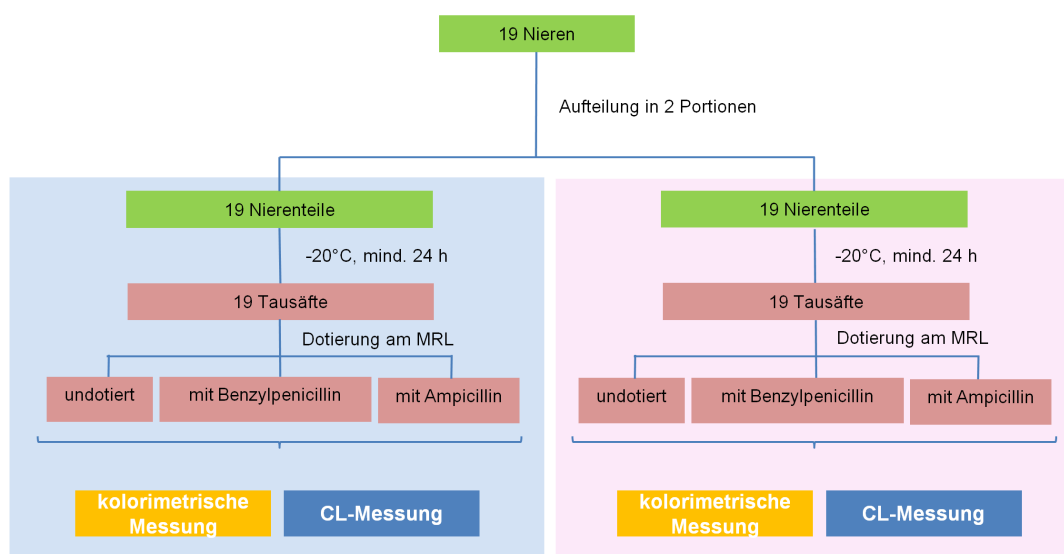 19 Nieren
Aufteilung in 2 Portionen
19 Nierenteile
-20°C, mind. 24 h
19 Tausäfte
Dotierung am MRL
undotiert
mit Benzylpenicillin
mit Ampicillin
kolorimetrische
Messung
CL-Messung
19 Nierenteile
-20°C, mind. 24 h
19 Tausäfte
Dotierung am MRL
undotiert
mit Benzylpenicillin
mit Ampicillin
kolorimetrische
Messung
CL-Messung